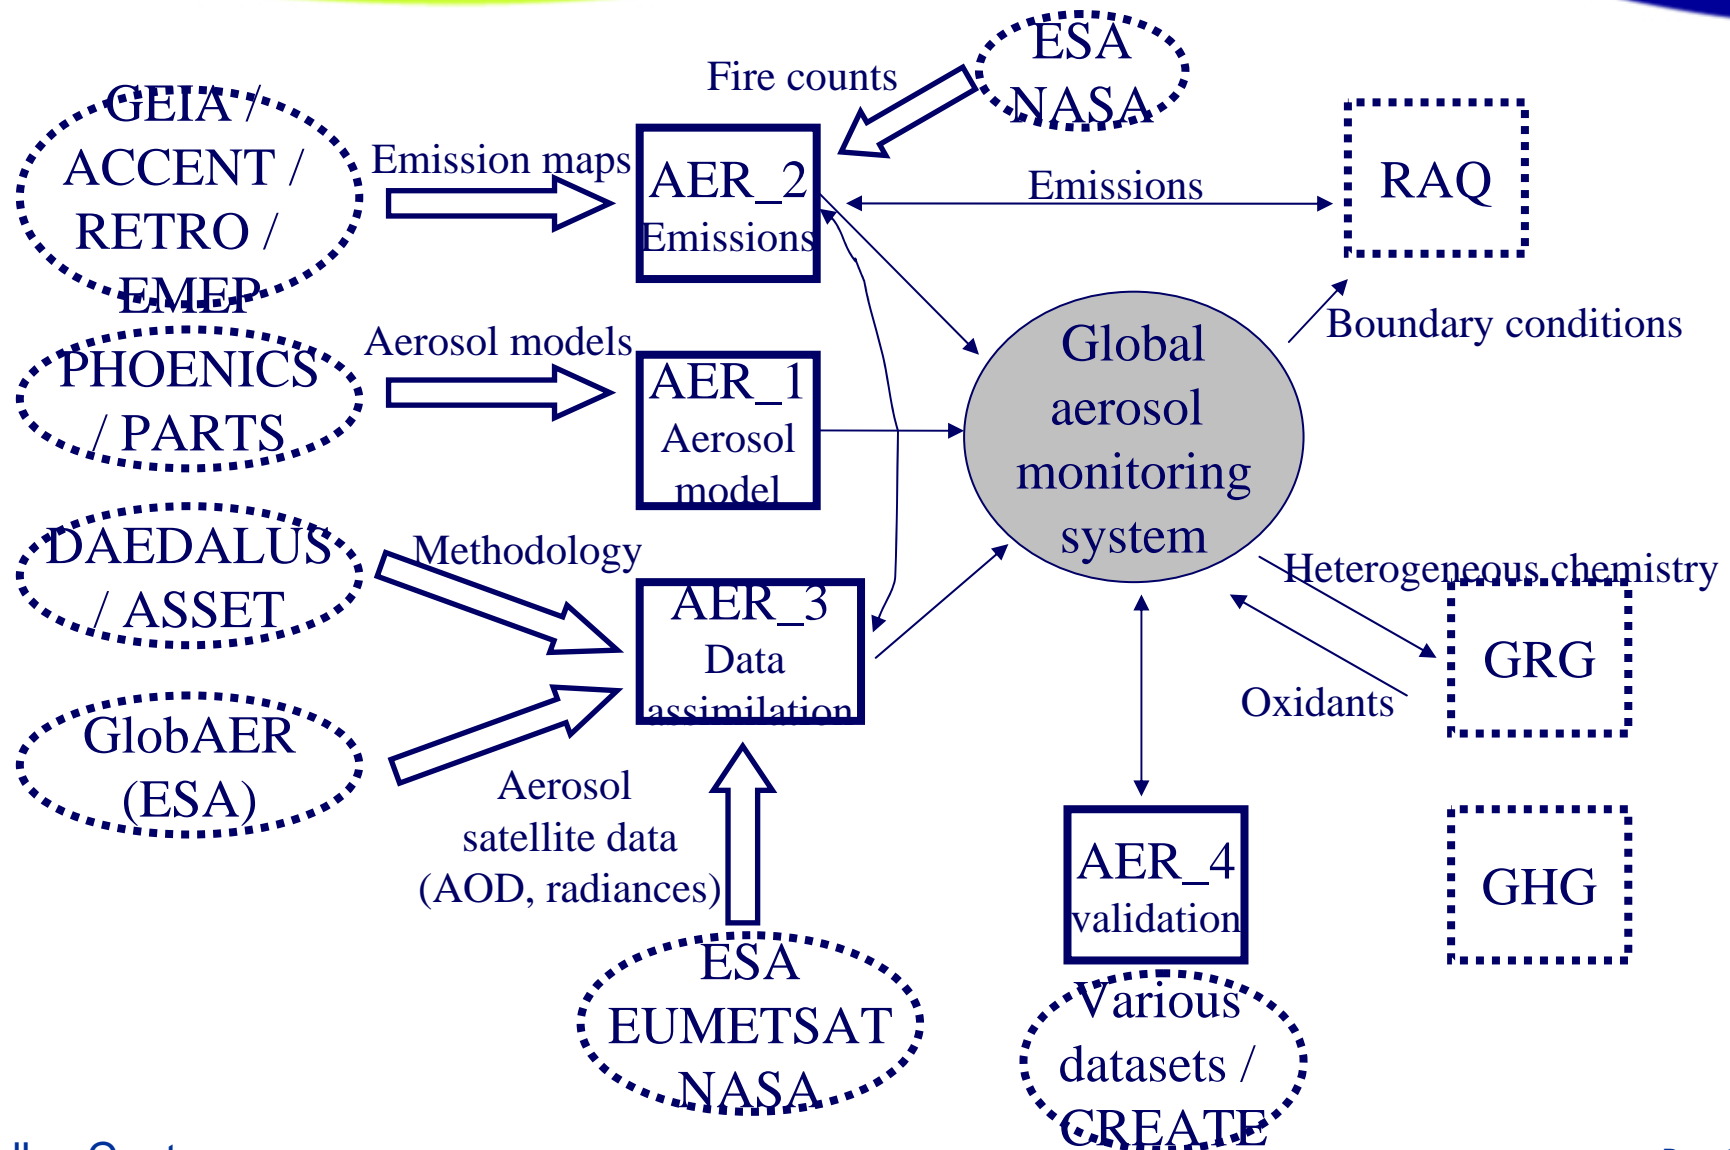 ESA
NASA
Fire counts
GEIA /
ACCENT /
RETRO /
EMEP
Emission maps
AER_2
Emissions
Emissions
RAQ
Boundary conditions
PHOENICS
/ PARTS
Aerosol models
AER_1
Aerosol
model
Global
aerosol
monitoring
system
DAEDALUS
/ ASSET
Methodology
AER_3
Data
assimilation
Heterogeneous chemistry
GRG
Oxidants
GlobAER
(ESA)
Aerosol
satellite data
(AOD, radiances)
AER_4
validation
GHG
ESA
EUMETSAT
NASA
Various
datasets /
CREATE